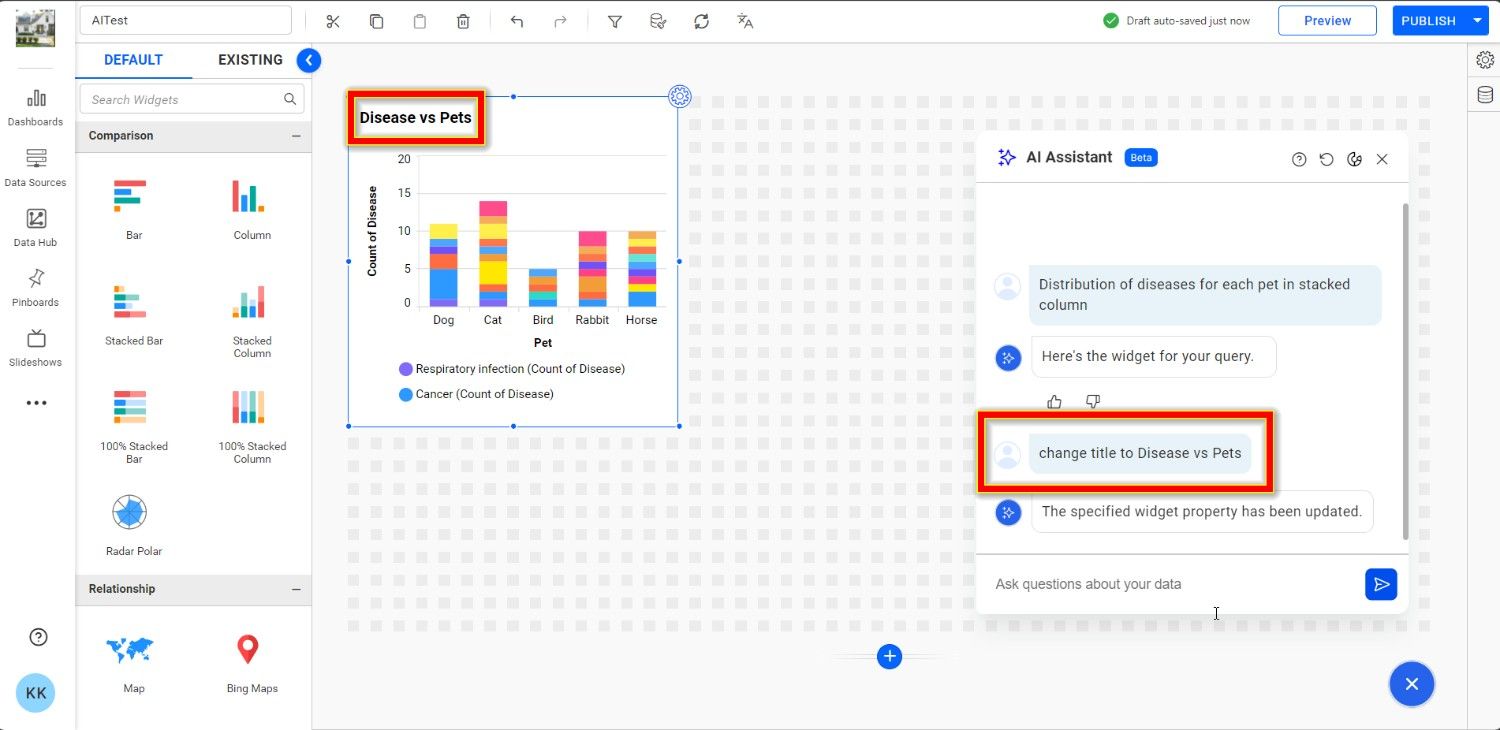 AITest
Draft auto-saved just now
Preview
PUBLISH
Dashboards
Data Sources
Data Hub
Pinboards
Slideshows
KK
DEFAULT
EXISTING
Search Widgets
Comparison
Bar
Column
Stacked Bar
Stacked
Column
100% Stacked
Bar
100% Stacked
Column
Radar Polar
Relationship
Map
Bing Maps
Disease vs Pets
Count of Disease
20
15
10
5
0
Dog
Cat
Bird
Rabbit
Horse
Pet
Respiratory infection (Count of Disease)
Cancer (Count of Disease)
AI Assistant
Beta
Distribution of diseases for each pet in stacked
column
Here's the widget for your query.
change title to Disease vs Pets
The specified widget property has been updated.
Ask questions about your data